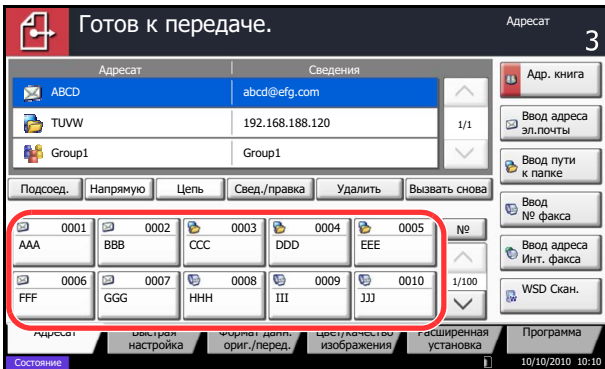 Готов к передаче.
Адресат
3
Адресат Сведения
ABCD abcd@efg.com
TUVW 192.168.188.120
Group1 Group1
1/1
Адр. книга
Ввод адреса
эл.почты
Ввод пути
к папке
Ввод
№ факса
Ввод адреса
Инт. факса
WSD Скан.
Подсоед. Напрямую Цепь Свед./правка Удалить Вызвать снова
0001 0002 0003 0004 0005
AAA BBB CCC DDD EEE
№
0006 0007 0008 0009 0010
FFF GGG HHH III JJJ
1/100
Адресат
Быстрая
настройка
Формат данн.
ориг./перед.
Цвет/качество
изображения
Расширенная
установка
Программа
Состояние
10/10/2010 10:10